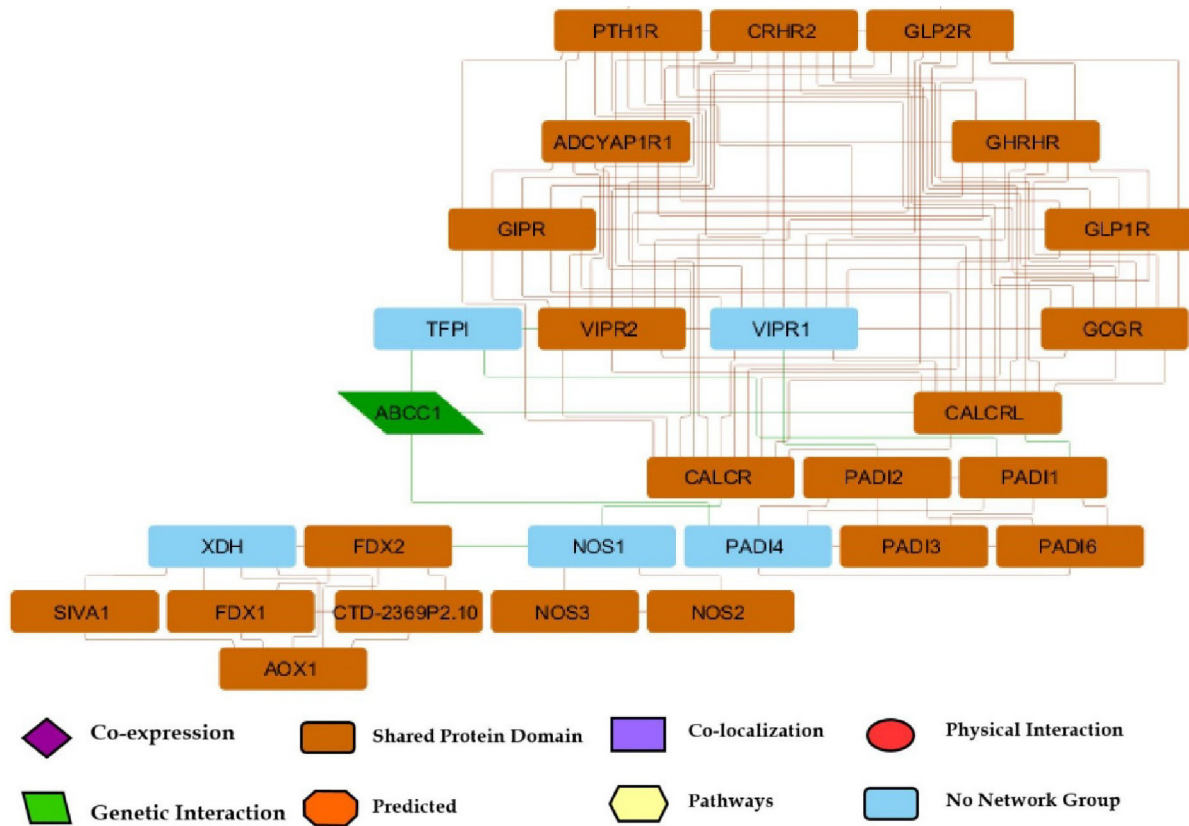 PTH1R CRHR2 GLP2R
ADCYAP1R1 GHRHR
GIPR GLP1R
TFPI VIPR2 VIPR1 GCGR
ABCC1 CALCRL
CALCR PADI2 PADI1
XDH FDX2 NOS1 PADI4 PADI3 PADI6
SIVA1 FDX1 CTD-2369P2.10 NOS3 NOS2
AOX1
Co-expression Shared Protein Domain Co-localization Physical Interaction
Genetic Interaction Predicted Pathways No Network Group